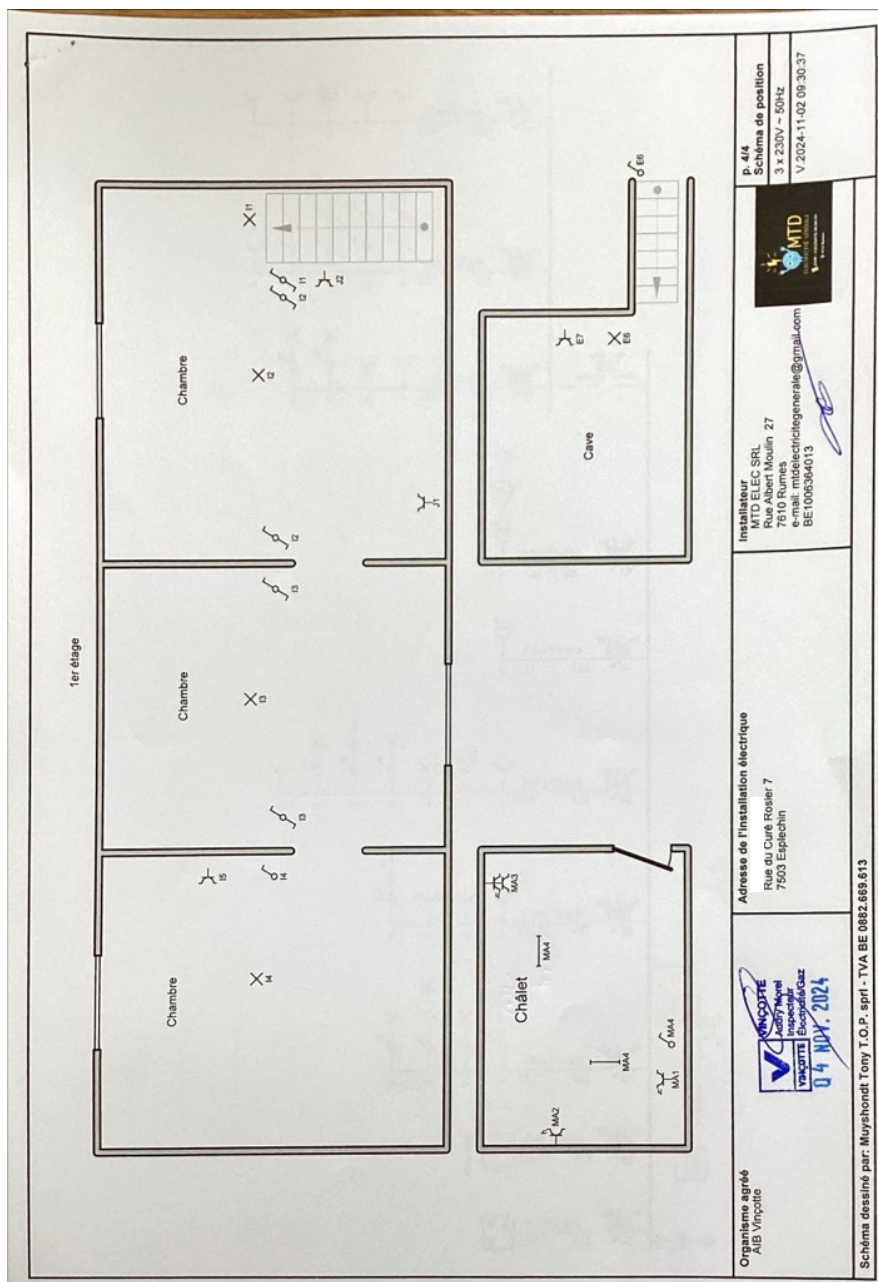 1er étage
Chambre
I4
I5
I4
Chambre
I3
I3
I3
Chambre
I2
I2
I2
I1
I1
J1
J2
Châlet
MA3
MA4
MA4
MA4
MA2
MA1
Cave
E7
E6
E6
Organisme agréé
AIB Vinçotte
VINÇOTTE
VINÇOTTE
Audry Morel
Inspecteur
Électricité/Gaz
04 NOV. 2024
Adresse de l'installation électrique
Rue du Curé Rosier 7
7503 Esplechin
Installateur
MTD ELEC SRL
Rue Albert Moulin 27
7610 Rumes
e-mail: mtdelectricitegenerale@gmail.com
BE1006364013
MTD
p. 4/4
Schéma de position
3 x 230V ~ 50Hz
V.2024-11-02 09:30:37
Schéma dessiné par: Muyshondt Tony T.O.P. sprl - TVA BE 0882.669.613